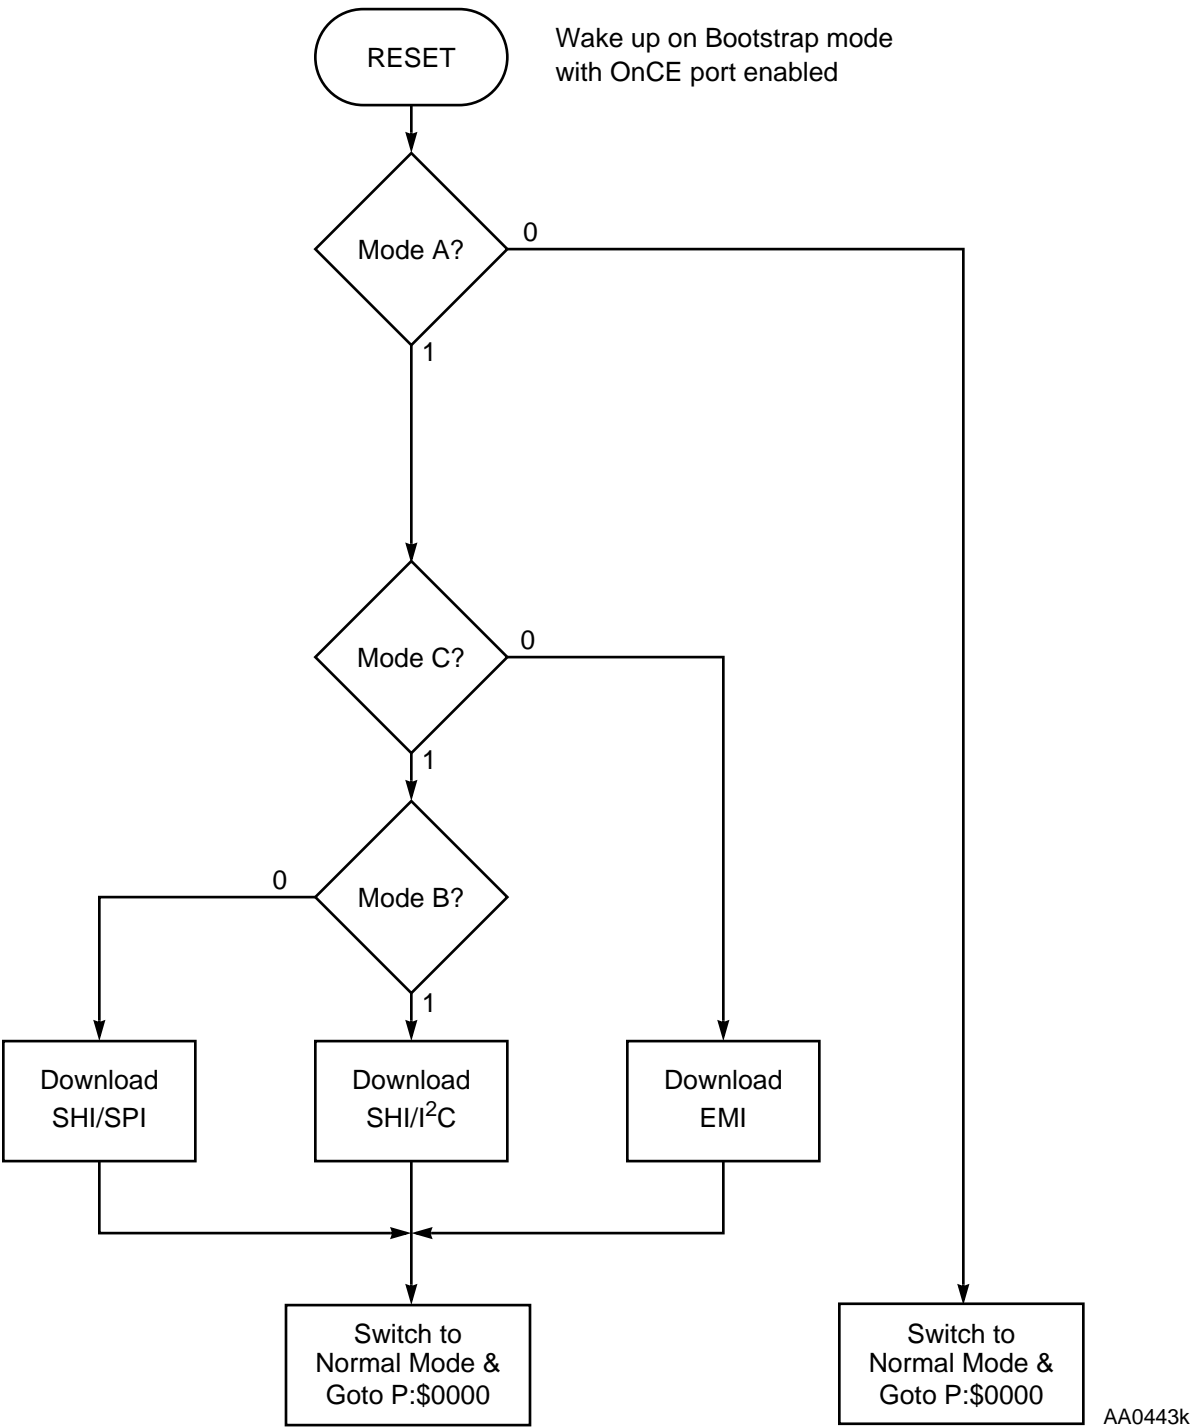 RESET
Wake up on Bootstrap mode
with OnCE port enabled
Mode A?
0
1
Mode C?
0
1
Mode B?
0
1
Download
SHI/SPI
Download
SHI/I²C
Download
EMI
Switch to
Normal Mode &
Goto P:$0000
Switch to
Normal Mode &
Goto P:$0000
AA0443k